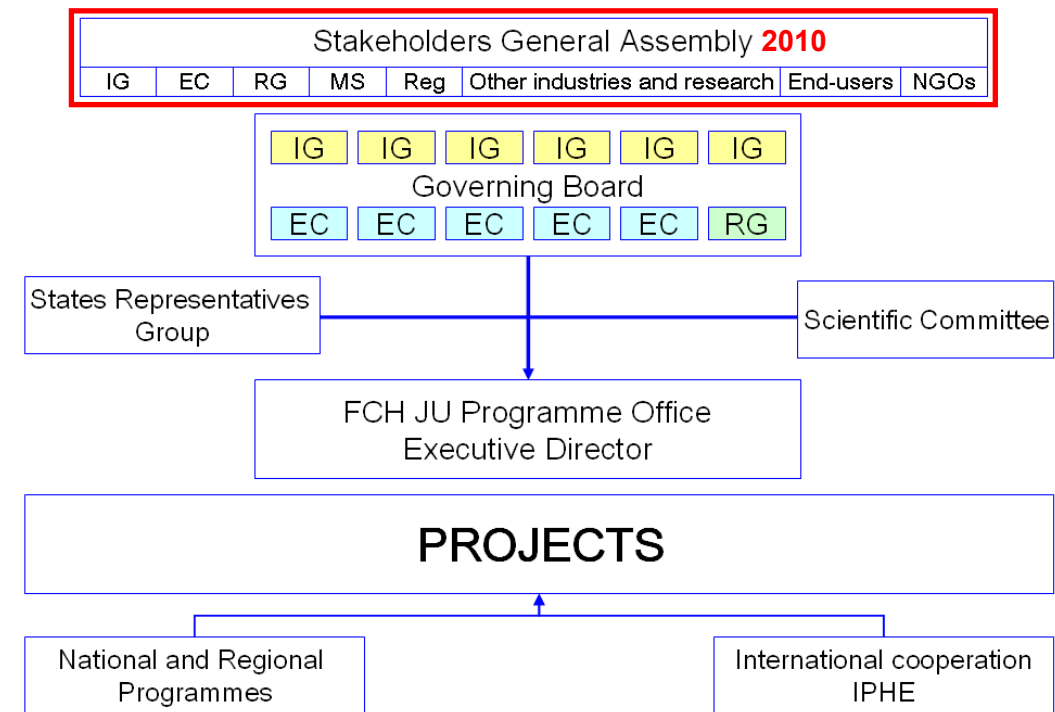 Stakeholders General Assembly 2010
IG EC RG MS Reg Other industries and research End-users NGOs
IG IG IG IG IG IG
Governing Board
EC EC EC EC EC RG
States Representatives
Group
Scientific Committee
FCH JU Programme Office
Executive Director
PROJECTS
National and Regional
Programmes
International cooperation
IPHE